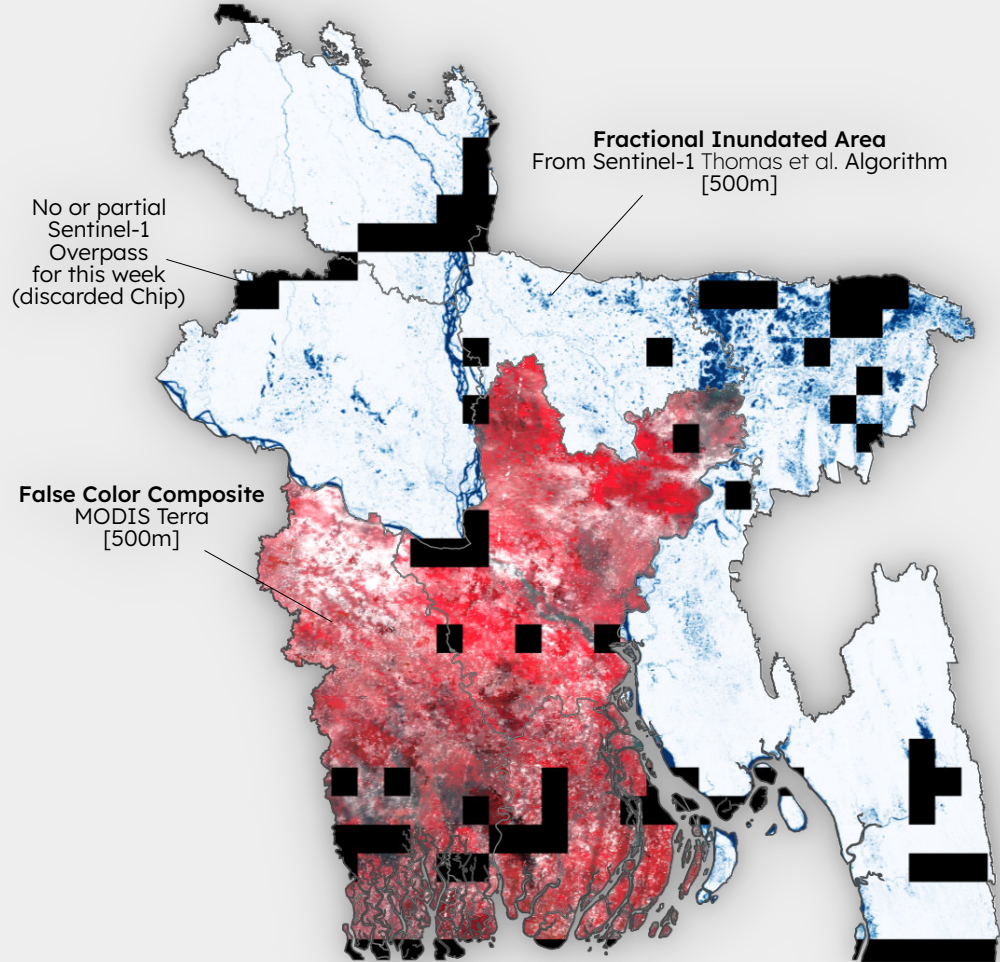 Fractional Inundated Area
From Sentinel-1 Thomas et al. Algorithm
[500m]
No or partial
Sentinel-1
Overpass
for this week
(discarded Chip)
False Color Composite
MODIS Terra
[500m]